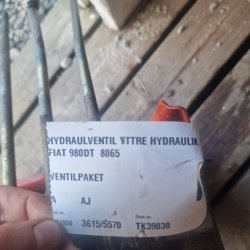 HYDRAULVENTIL YTTRE HYDRAULIK
FIAT 980DT 8065
VENTILPAKET
A AJ
3615/5570 TK39030